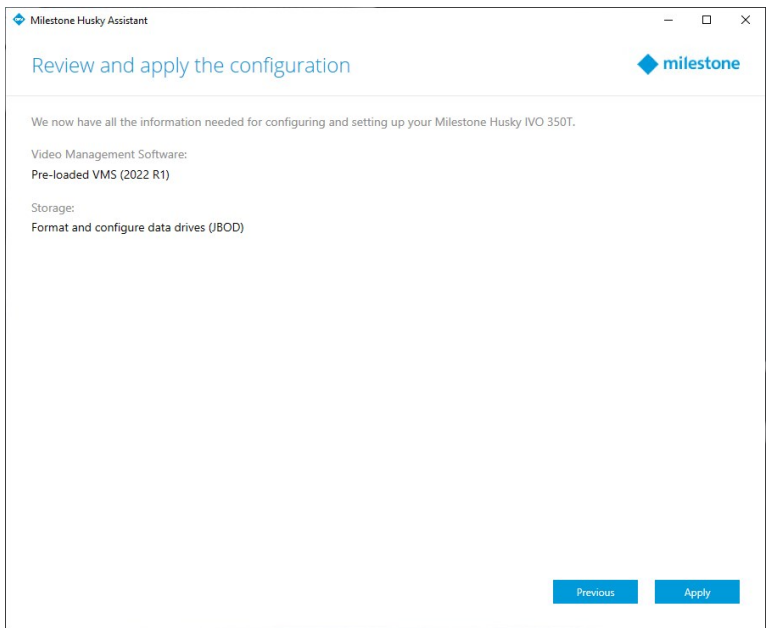 Milestone Husky Assistant
Review and apply the configuration
milestone
We now have all the information needed for configuring and setting up your Milestone Husky IVO 350T.
Video Management Software:
Pre-loaded VMS (2022 R1)
Storage:
Format and configure data drives (JBOD)
Previous
Apply